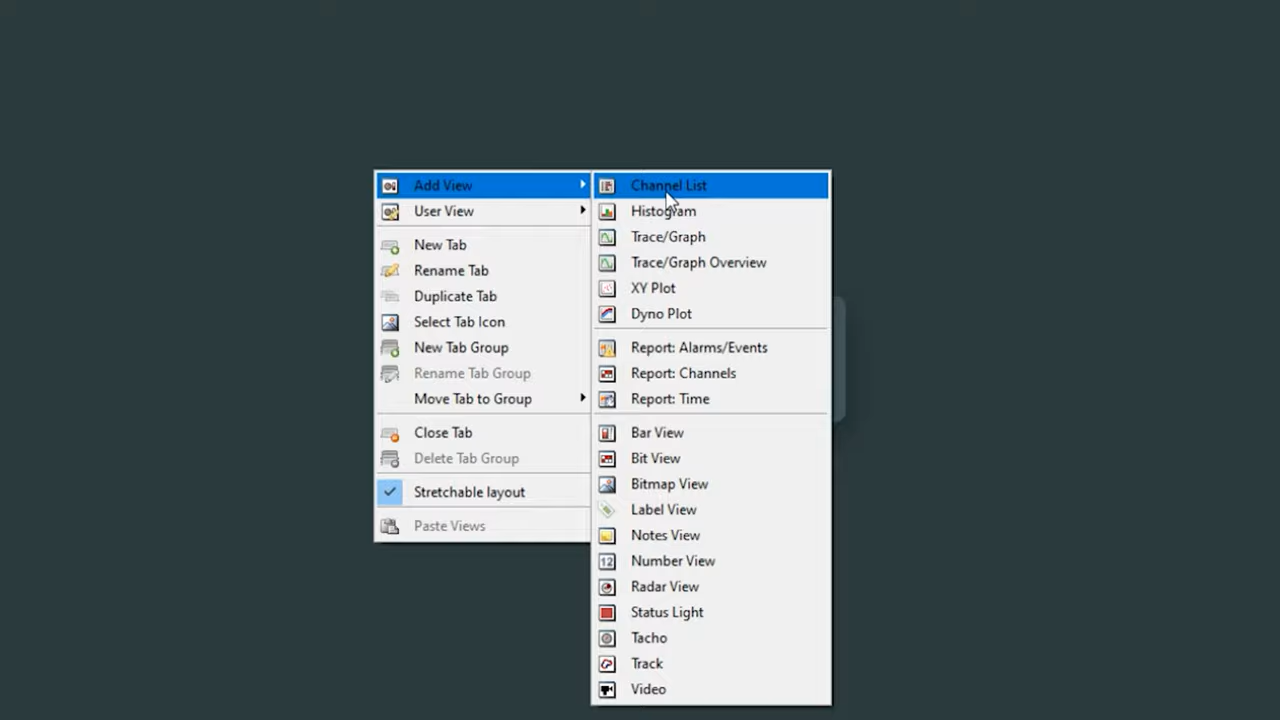 Add View
User View
New Tab
Rename Tab
Duplicate Tab
Select Tab Icon
New Tab Group
Rename Tab Group
Move Tab to Group
Close Tab
Delete Tab Group
Stretchable layout
Paste Views
Channel List
Histogram
Trace/Graph
Trace/Graph Overview
XY Plot
Dyno Plot
Report: Alarms/Events
Report: Channels
Report: Time
Bar View
Bit View
Bitmap View
Label View
Notes View
12
Number View
Radar View
Status Light
Tacho
Track
Video